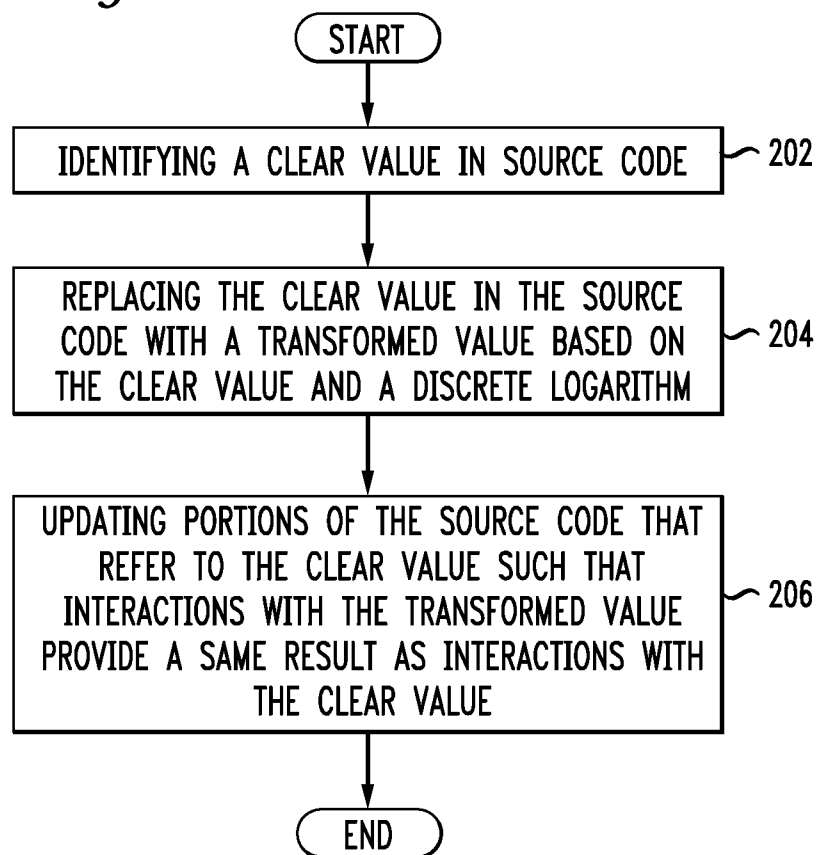 START
IDENTIFYING A CLEAR VALUE IN SOURCE CODE
202
REPLACING THE CLEAR VALUE IN THE SOURCE
CODE WITH A TRANSFORMED VALUE BASED ON
THE CLEAR VALUE AND A DISCRETE LOGARITHM
204
UPDATING PORTIONS OF THE SOURCE CODE THAT
REFER TO THE CLEAR VALUE SUCH THAT
INTERACTIONS WITH THE TRANSFORMED VALUE
PROVIDE A SAME RESULT AS INTERACTIONS WITH
THE CLEAR VALUE
206
END